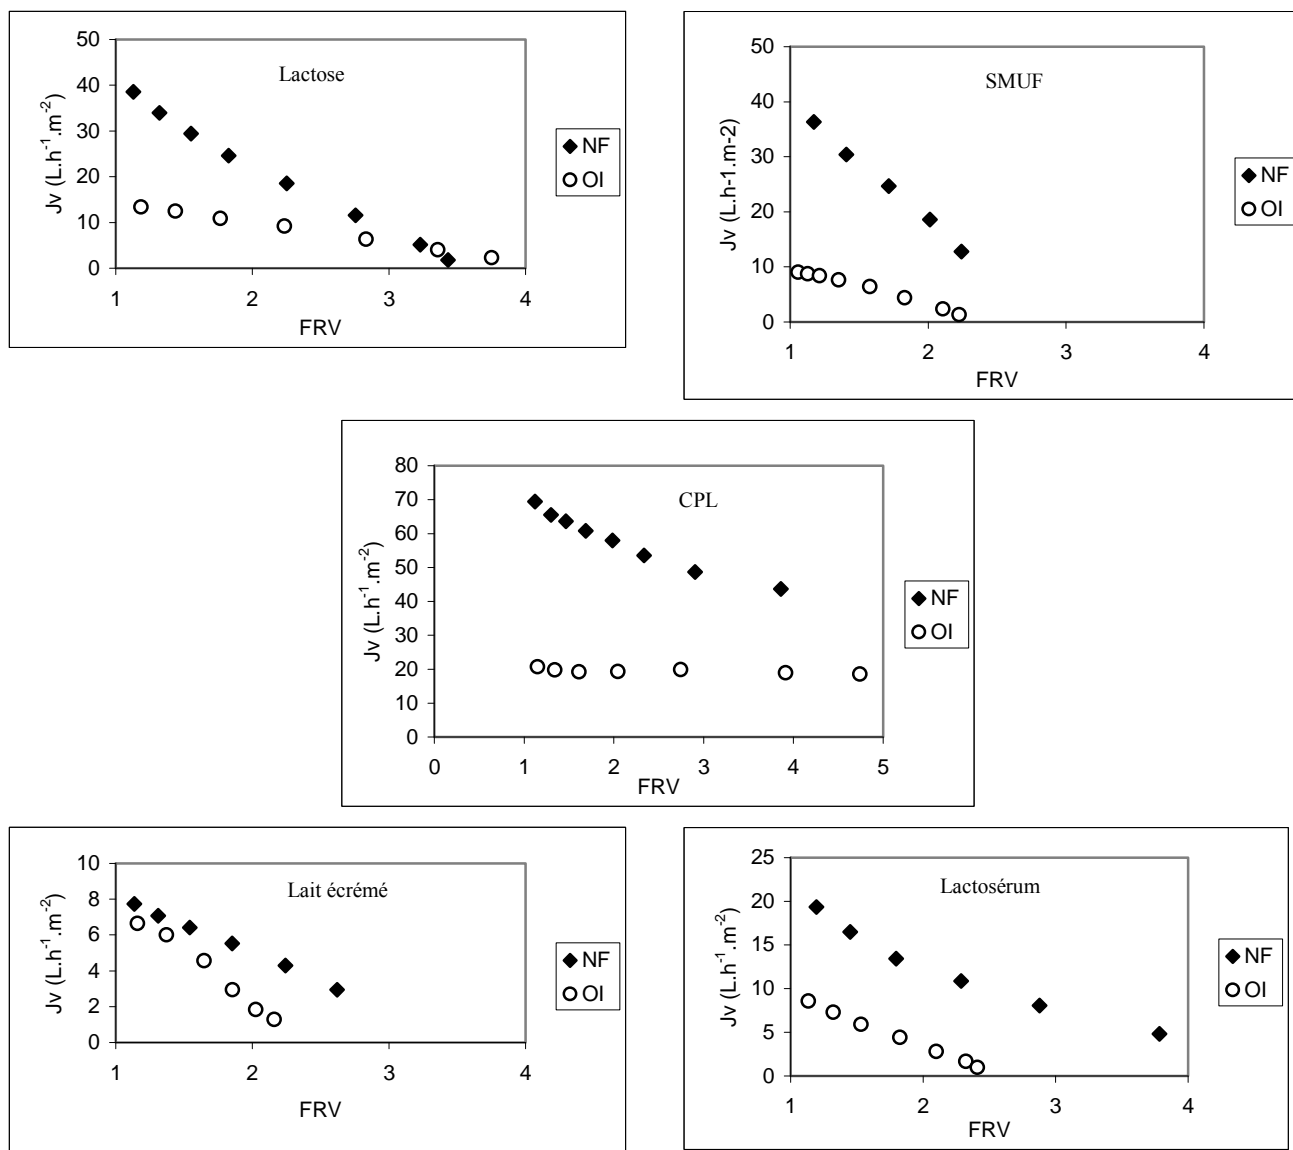 Lactose
Jv (L.h⁻¹.m⁻²)
50
40
30
20
10
0
1 2 3 4
FRV
NF
OI
SMUF
Jv (L.h-1.m-2)
50
40
30
20
10
0
1 2 3 4
FRV
NF
OI
CPL
Jv (L.h⁻¹.m⁻²)
80
70
60
50
40
30
20
10
0
0 1 2 3 4 5
FRV
NF
OI
Lait écrémé
Jv (L.h⁻¹.m⁻²)
10
8
6
4
2
0
1 2 3 4
FRV
NF
OI
Lactosérum
Jv (L.h⁻¹.m⁻²)
25
20
15
10
5
0
1 2 3 4
FRV
NF
OI